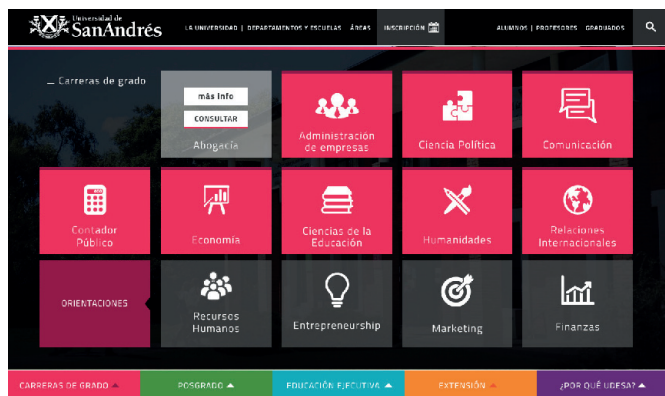 Universidad de
SanAndrés
LA UNIVERSIDAD | DEPARTAMENTOS Y ESCUELAS ÁREAS INSCRIPCIÓN
ALUMNOS | PROFESORES GRADUADOS
Carreras de grado
más info
CONSULTAR
Abogacía
Administración
de empresas
Ciencia Política
Comunicación
Contador
Público
Economía
Ciencias de la
Educación
Humanidades
Relaciones
Internacionales
ORIENTACIONES
Recursos
Humanos
Entrepreneurship
Marketing
Finanzas
CARRERAS DE GRADO
POSGRADO
EDUCACIÓN EJECUTIVA
EXTENSIÓN
¿POR QUÉ UDESA?